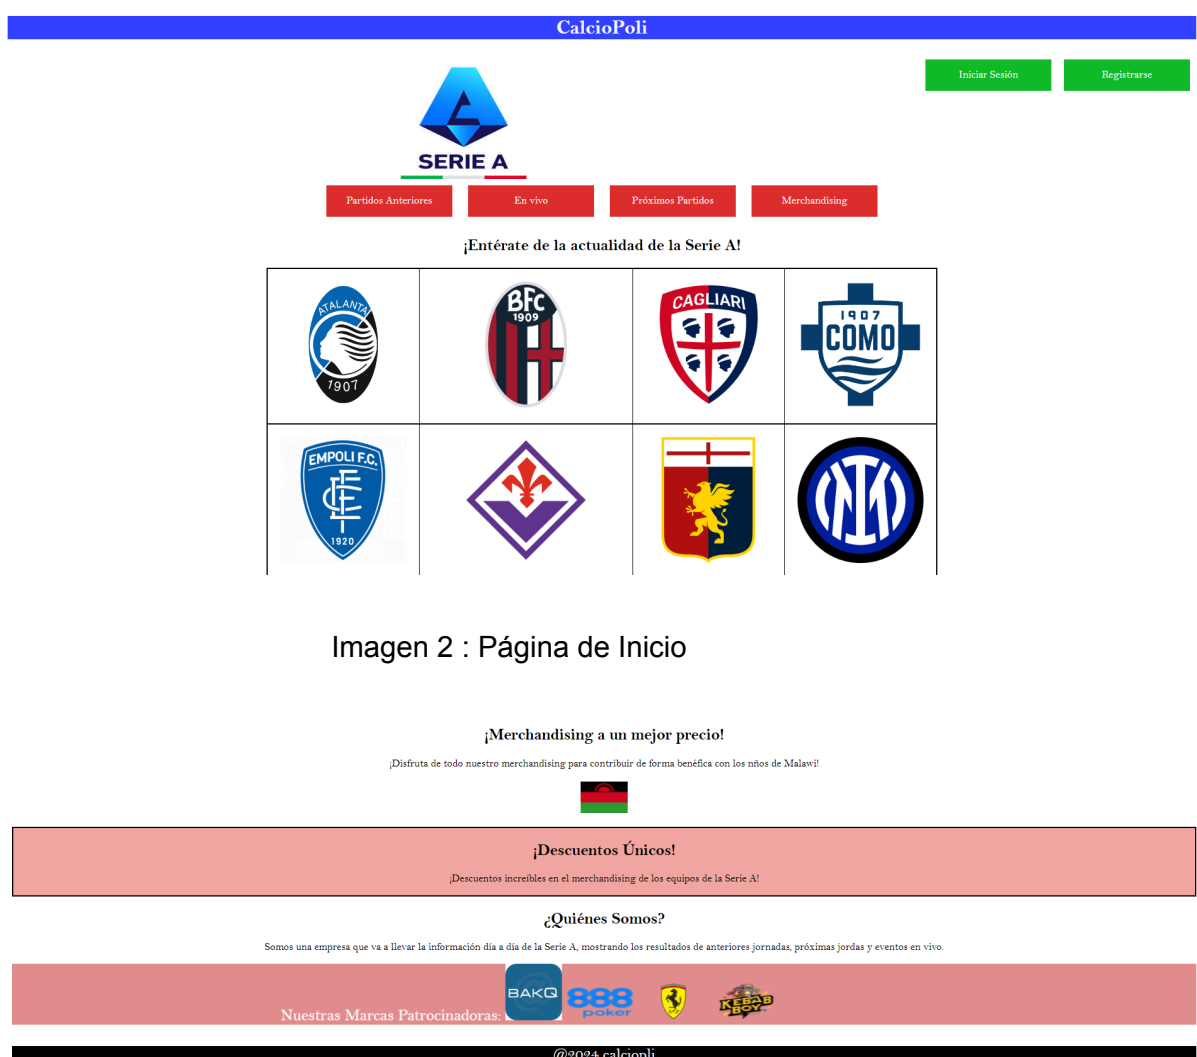 CalcioPoli
Iniciar Sesión
Registrarse
SERIE A
Partidos Anteriores
En vivo
Próximos Partidos
Merchandising
¡Entérate de la actualidad de la Serie A!
ATALANTA
1907
BFC
1909
CAGLIARI
1907
COMO
EMPOLI F.C.
1920
Imagen 2 : Página de Inicio
¡Merchandising a un mejor precio!
¡Disfruta de todo nuestro merchandising para contribuir de forma benéfica con los nños de Malawi!
¡Descuentos Únicos!
¡Descuentos increíbles en el merchandising de los equipos de la Serie A!
¿Quiénes Somos?
Somos una empresa que va a llevar la información día a día de la Serie A, mostrando los resultados de anteriores jornadas, próximas jordas y eventos en vivo.
Nuestras Marcas Patrocinadoras:
BAKQ
888
poker
KEBAB
BOY
@2024 calciopli